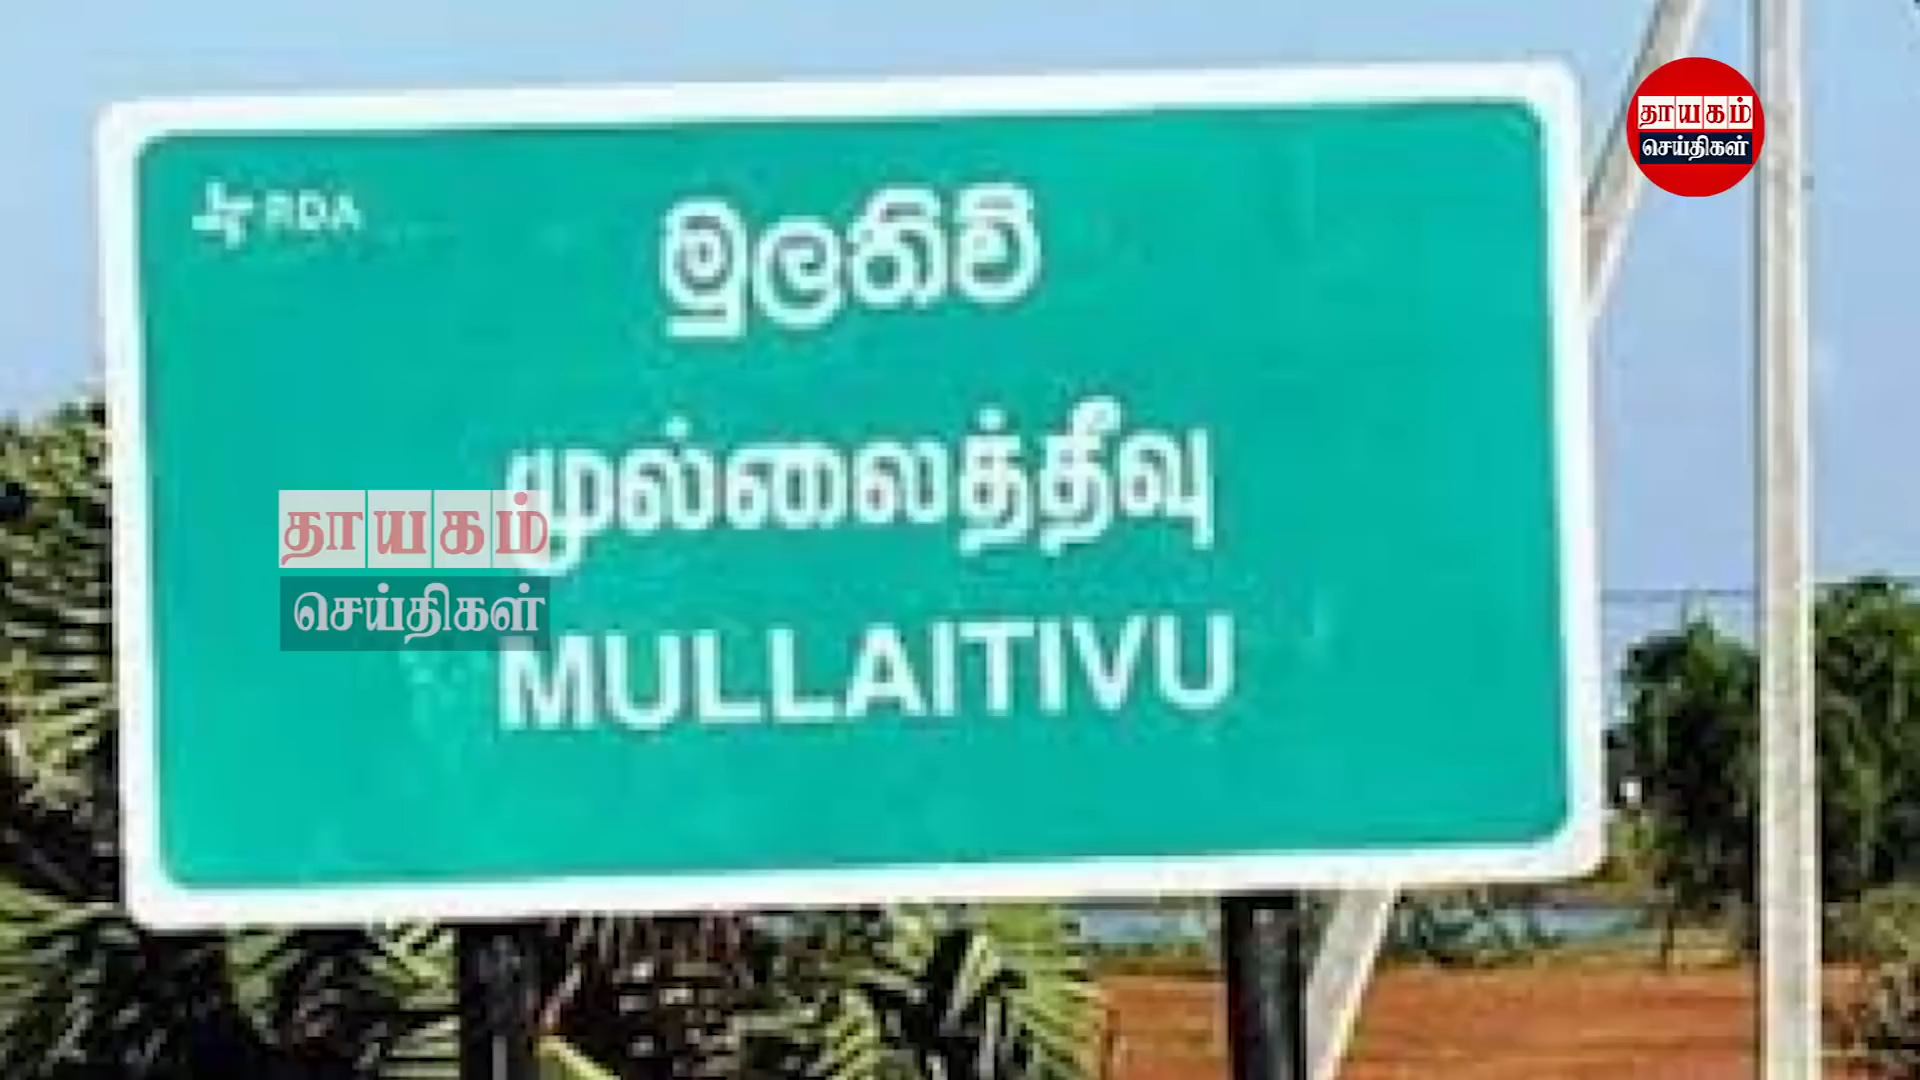 RDA
මුලතිව්
முல்லைத்தீவு
MULLAITIVU
தாயகம்
செய்திகள்
தாயகம்
செய்திகள்